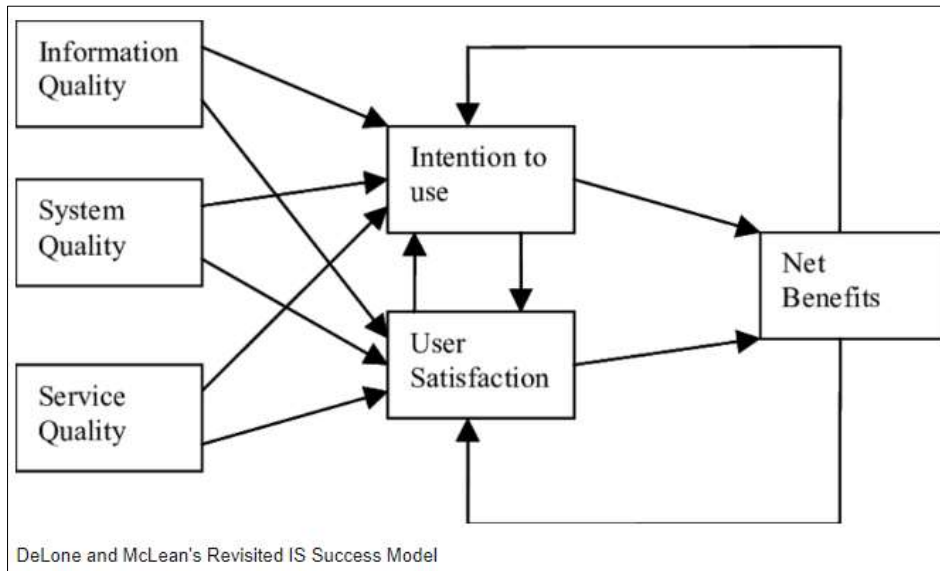 Information
Quality
System
Quality
Service
Quality
Intention to
use
User
Satisfaction
Net
Benefits
DeLone and McLean's Revisited IS Success Model